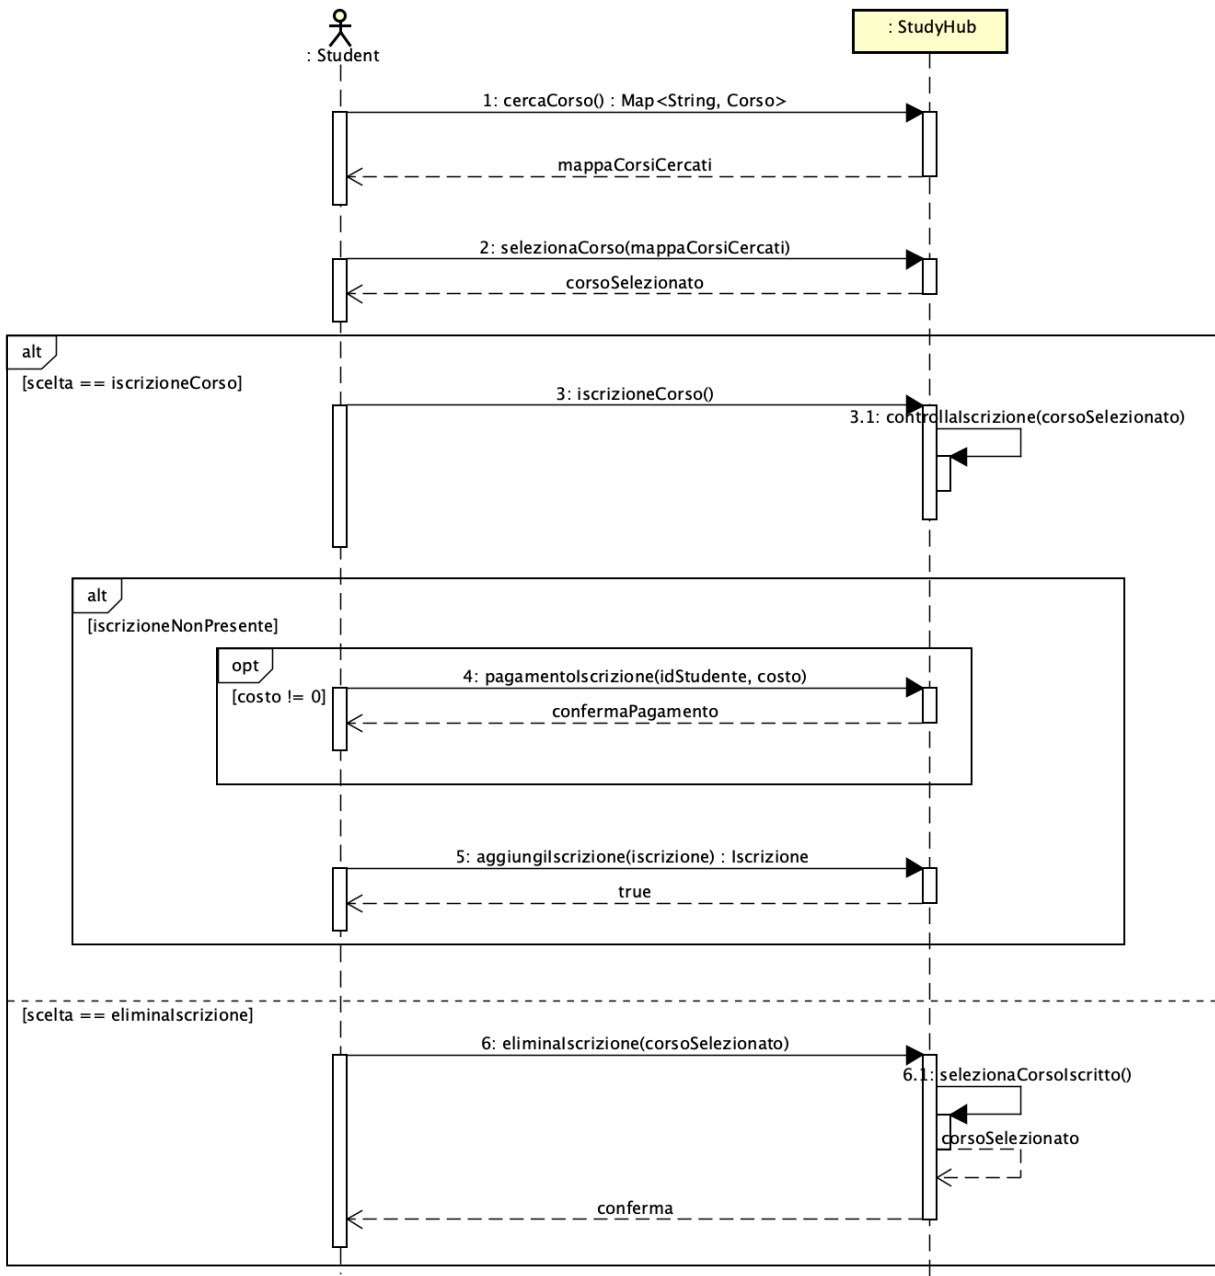 : Student
: StudyHub
1: cercaCorso() : Map<String, Corso>
mappaCorsiCercati
2: selezionaCorso(mappaCorsiCercati)
corsoSelezionato
alt
[scelta == iscrizioneCorso]
3: iscrizioneCorso()
3.1: controllaIscrizione(corsoSelezionato)
alt
[iscrizioneNonPresente]
opt
[costo != 0]
4: pagamentoIscrizione(idStudente, costo)
confermaPagamento
5: aggiungiIscrizione(iscrizione) : Iscrizione
true
[scelta == eliminaIscrizione]
6: eliminaIscrizione(corsoSelezionato)
6.1: selezionaCorsoIscritto()
corsoSelezionato
conferma